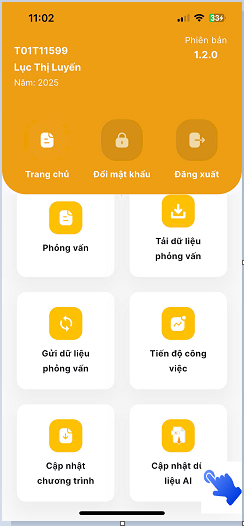 11:02
33
Phiên bản
T01T11599
1.2.0
Lục Thị Luyến
Năm: 2025
Trang chủ
Đổi mật khẩu
Đăng xuất
Phỏng vấn
Tải dữ liệu
phỏng vấn
Gửi dữ liệu
phỏng vấn
Tiến độ công
việc
Cập nhật
chương trình
Cập nhật dữ
liệu AI